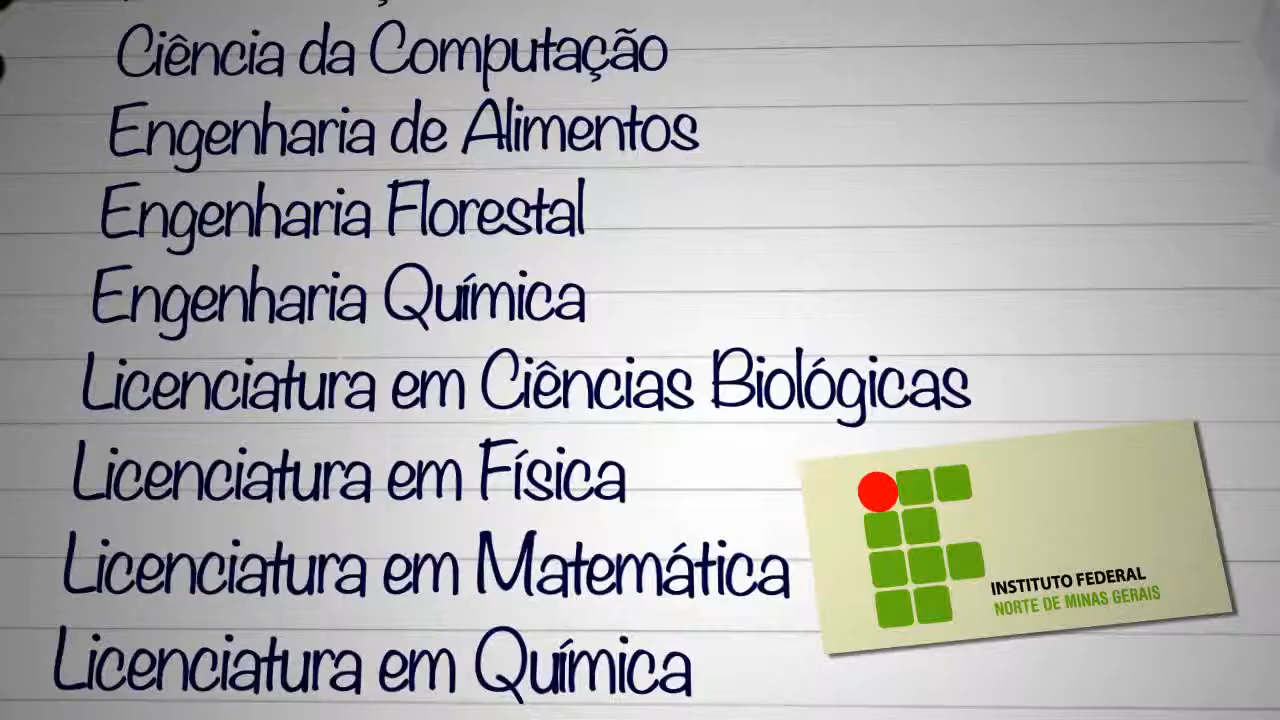 Ciência da Computação
Engenharia de Alimentos
Engenharia Florestal
Engenharia Química
Licenciatura em Ciências Biológicas
Licenciatura em Física
Licenciatura em Matemática
Licenciatura em Química
INSTITUTO FEDERAL
NORTE DE MINAS GERAIS